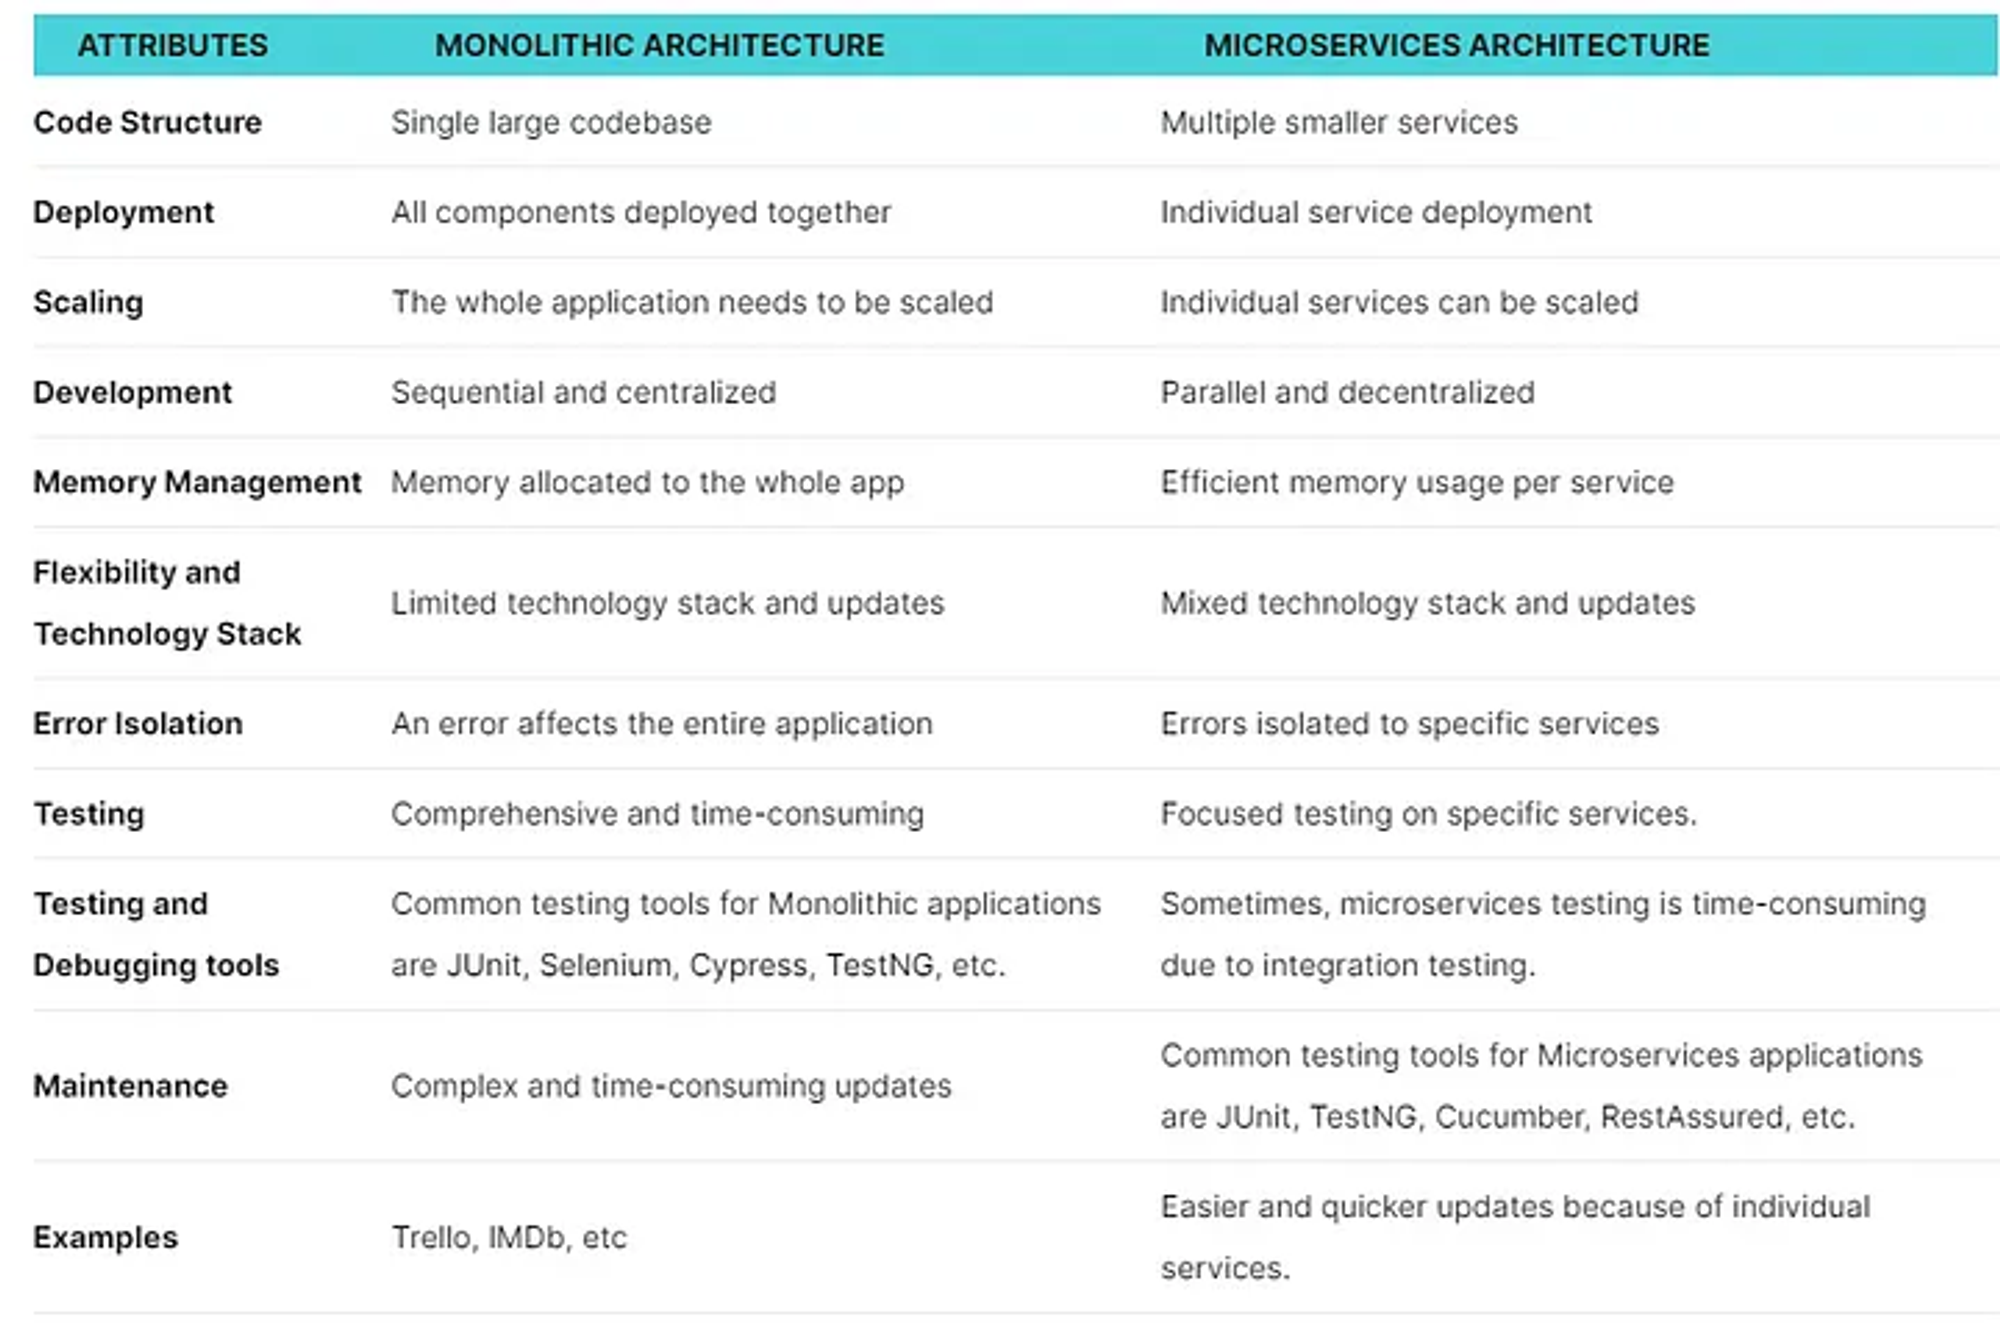 ATTRIBUTES MONOLITHIC ARCHITECTURE MICROSERVICES ARCHITECTURE
Code Structure Single large codebase Multiple smaller services
Deployment All components deployed together Individual service deployment
Scaling The whole application needs to be scaled Individual services can be scaled
Development Sequential and centralized Parallel and decentralized
Memory Management Memory allocated to the whole app Efficient memory usage per service
Flexibility and
Technology Stack
Limited technology stack and updates Mixed technology stack and updates
Error Isolation An error affects the entire application Errors isolated to specific services
Testing Comprehensive and time-consuming Focused testing on specific services.
Testing and
Debugging tools
Common testing tools for Monolithic applications
are JUnit, Selenium, Cypress, TestNG, etc.
Sometimes, microservices testing is time-consuming
due to integration testing.
Maintenance Complex and time-consuming updates
Common testing tools for Microservices applications
are JUnit, TestNG, Cucumber, RestAssured, etc.
Examples Trello, IMDb, etc
Easier and quicker updates because of individual
services.